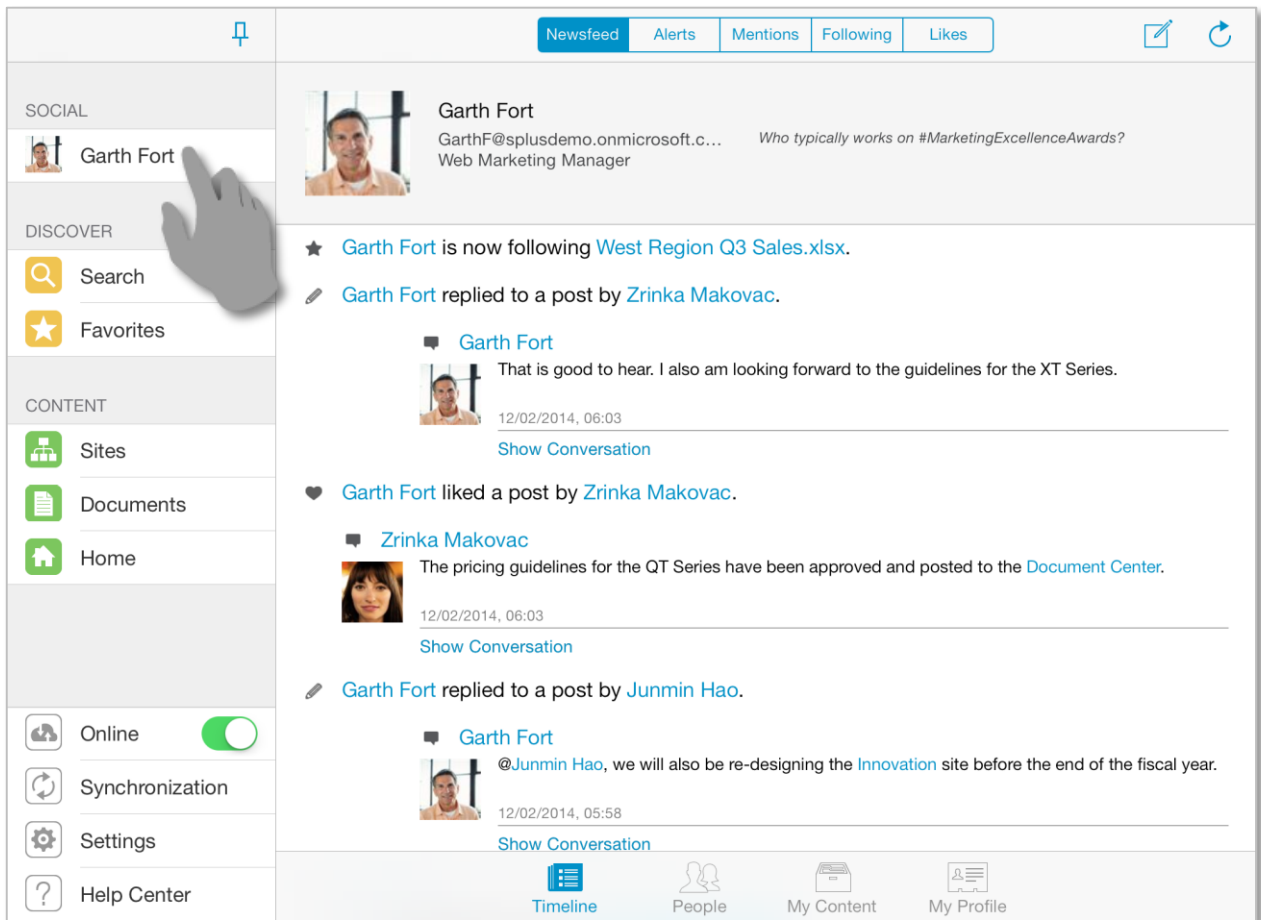 Newsfeed Alerts Mentions Following Likes
SOCIAL
Garth Fort
DISCOVER
Search
Favorites
CONTENT
Sites
Documents
Home
Online
Synchronization
Settings
? Help Center
Garth Fort
GarthF@splusdemo.onmicrosoft.c...
Who typically works on #MarketingExcellenceAwards?
Web Marketing Manager
Garth Fort is now following West Region Q3 Sales.xlsx.
Garth Fort replied to a post by Zrinka Makovac.
Garth Fort
That is good to hear. I also am looking forward to the guidelines for the XT Series.
12/02/2014, 06:03
Show Conversation
Garth Fort liked a post by Zrinka Makovac.
Zrinka Makovac
The pricing guidelines for the QT Series have been approved and posted to the Document Center.
12/02/2014, 06:03
Show Conversation
Garth Fort replied to a post by Junmin Hao.
Garth Fort
@Junmin Hao, we will also be re-designing the Innovation site before the end of the fiscal year.
12/02/2014, 05:58
Show Conversation
Timeline People My Content My Profile